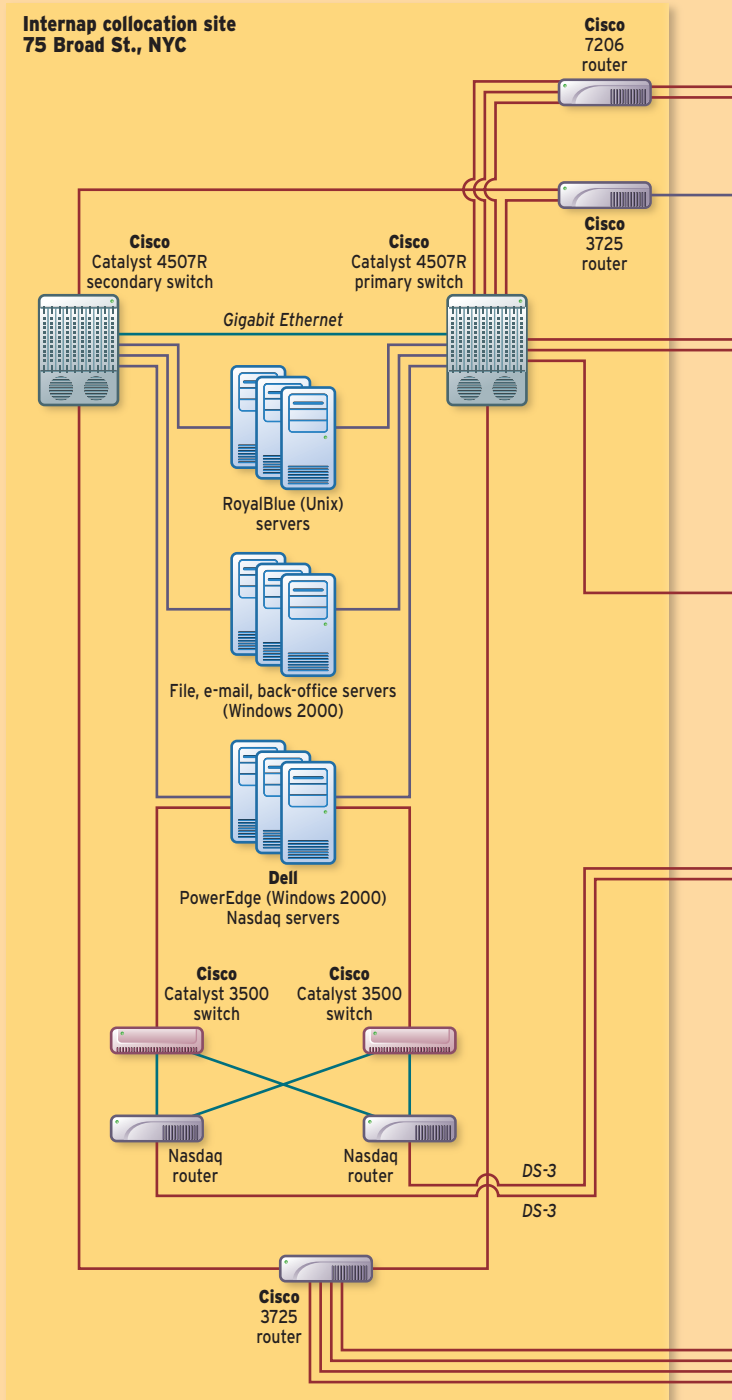 Internap collocation site
75 Broad St., NYC
Cisco
7206
router
Cisco
3725
router
Cisco
Catalyst 4507R
secondary switch
Cisco
Catalyst 4507R
primary switch
Gigabit Ethernet
RoyalBlue (Unix)
servers
File, e-mail, back-office servers
(Windows 2000)
Dell
PowerEdge (Windows 2000)
Nasdaq servers
Cisco
Catalyst 3500
switch
Cisco
Catalyst 3500
switch
Nasdaq
router
Nasdaq
router
DS-3
DS-3
Cisco
3725
router